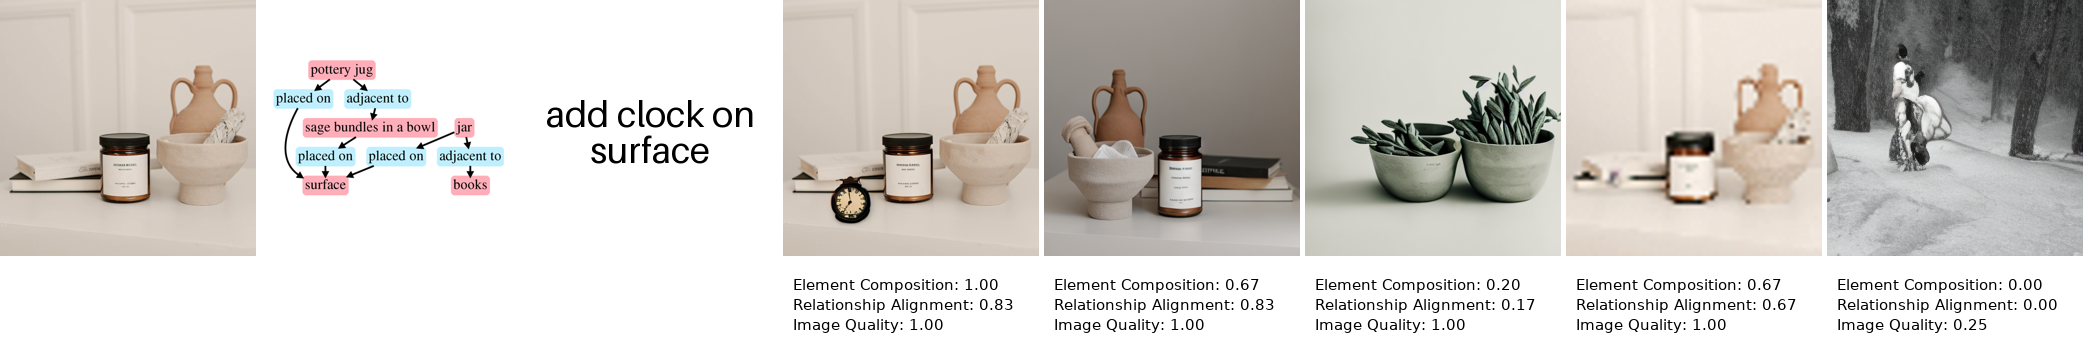 pottery jug
placed on
adjacent to
sage bundles in a bowl
jar
placed on
placed on
adjacent to
surface
books
add clock on
surface
Element Composition: 1.00
Relationship Alignment: 0.83
Image Quality: 1.00
Element Composition: 0.67
Relationship Alignment: 0.83
Image Quality: 1.00
Element Composition: 0.20
Relationship Alignment: 0.17
Image Quality: 1.00
Element Composition: 0.67
Relationship Alignment: 0.67
Image Quality: 1.00
Element Composition: 0.00
Relationship Alignment: 0.00
Image Quality: 0.25